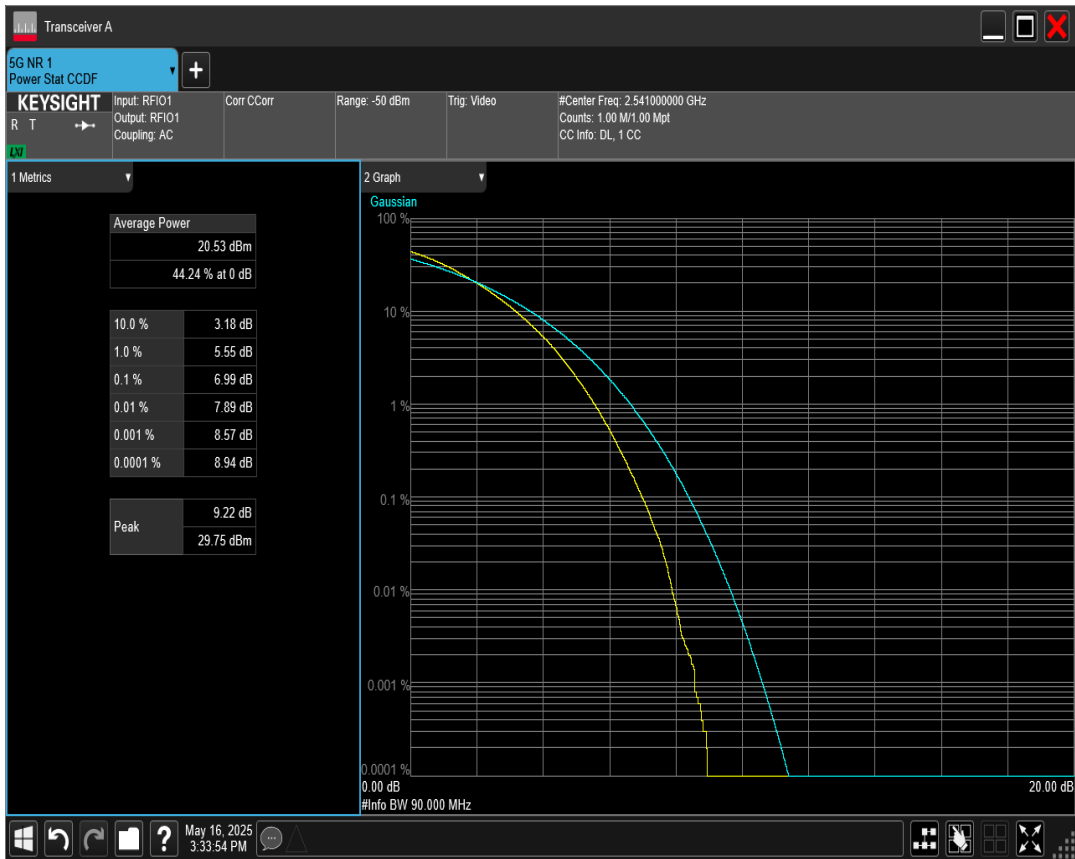 Transceiver A
5G NR 1
Power Stat CCDF
KEYSIGHT
R T
LXI
Input: RFIO1
Output: RFIO1
Coupling: AC
Corr CCorr
Range: -50 dBm
Trig: Video
#Center Freq: 2.541000000 GHz
Counts: 1.00 M/1.00 Mpt
CC Info: DL, 1 CC
1 Metrics
Average Power
20.53 dBm
44.24 % at 0 dB
10.0 % 3.18 dB
1.0 % 5.55 dB
0.1 % 6.99 dB
0.01 % 7.89 dB
0.001 % 8.57 dB
0.0001 % 8.94 dB
Peak
9.22 dB
29.75 dBm
2 Graph
Gaussian
100 %
10 %
1 %
0.1 %
0.01 %
0.001 %
0.0001 %
0.00 dB
20.00 dB
#Info BW 90.000 MHz
?
May 16, 2025
3:33:54 PM